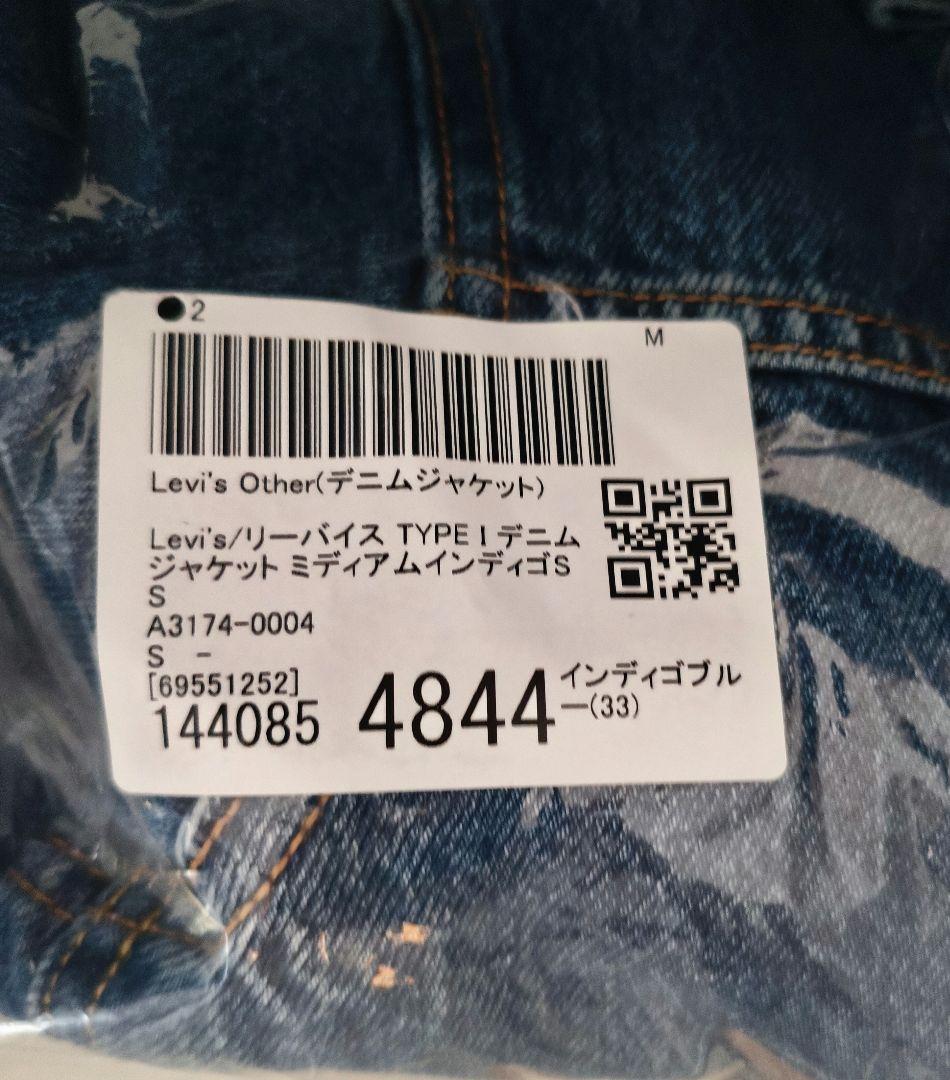 ●2
M
Levi's Other(デニムジャケット)
Levi's/リーバイス TYPE I デニム
ジャケット ミディアムインディゴS
S
A3174-0004
S -
[69551252]
144085 4844 インディゴブル
ー(33)